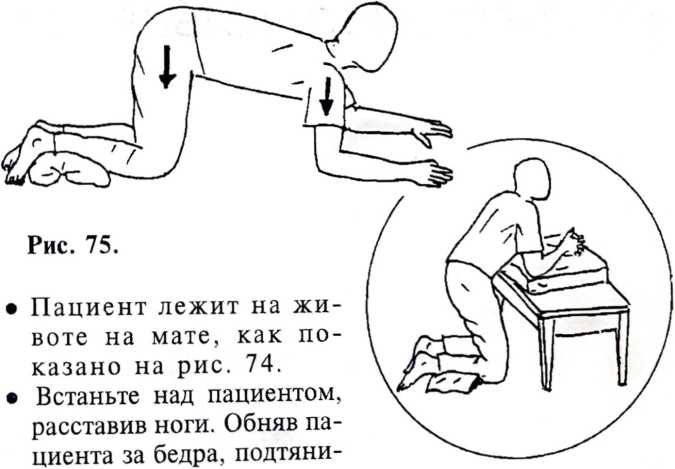 Рис. 75.
• Пациент лежит на жи-
воте на мате, как по-
казано на рис. 74.
• Встаньте над пациентом,
расставив ноги. Обняв па-
циента за бедра, подтяни-